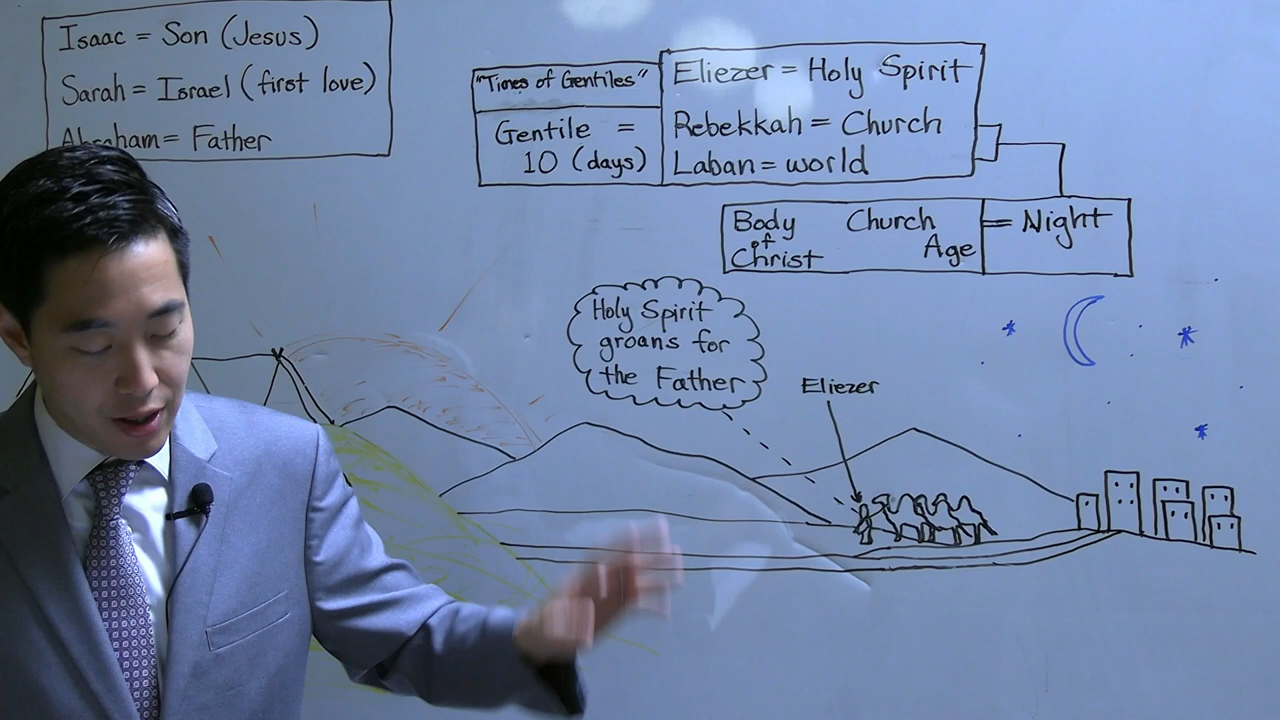 Isaac = Son (Jesus)
Sarah = Israel (first love)
Abraham = Father
"Times of Gentiles"
Gentile =
10 (days)
Eliezer = Holy Spirit
Rebekkah = Church
Laban = world
Body of Christ
Church Age
= Night
Holy Spirit
groans for
the Father
Eliezer